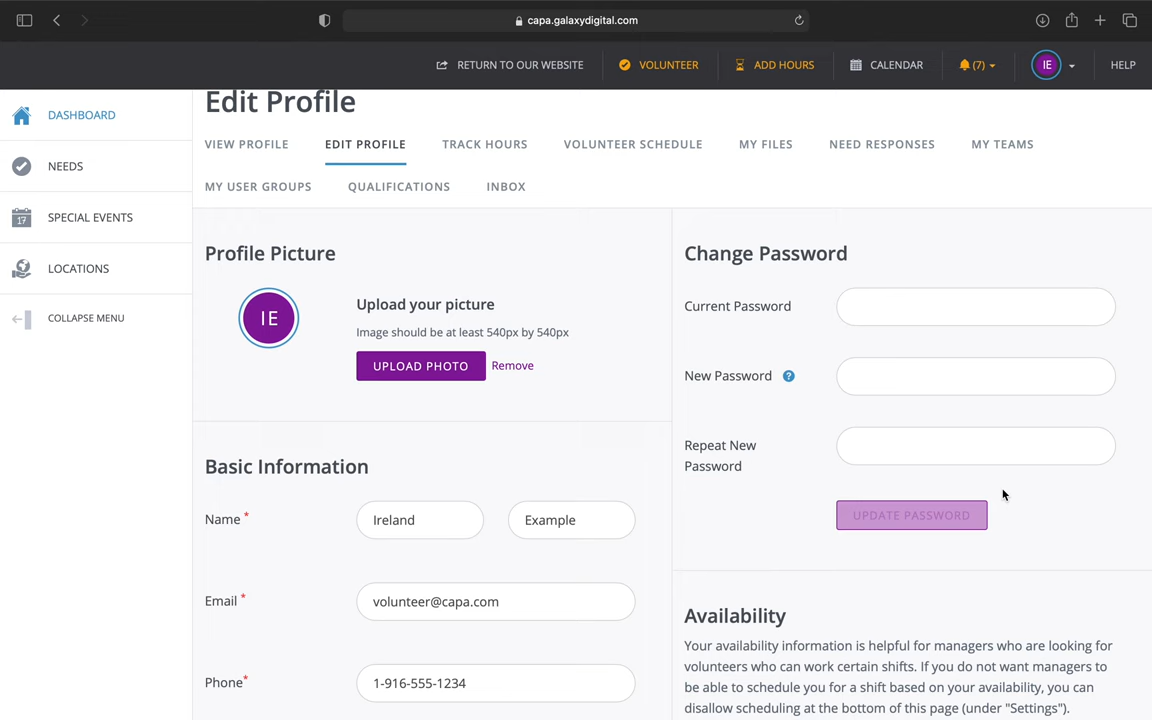 capa.galaxydigital.com
RETURN TO OUR WEBSITE
VOLUNTEER
ADD HOURS
CALENDAR
(7)
IE
HELP
DASHBOARD
NEEDS
17
SPECIAL EVENTS
LOCATIONS
COLLAPSE MENU
Edit Profile
VIEW PROFILE
EDIT PROFILE
TRACK HOURS
VOLUNTEER SCHEDULE
MY FILES
NEED RESPONSES
MY TEAMS
MY USER GROUPS
QUALIFICATIONS
INBOX
Profile Picture
IE
Upload your picture
Image should be at least 540px by 540px
UPLOAD PHOTO
Remove
Basic Information
Name *
Ireland
Example
Email *
volunteer@capa.com
Phone*
1-916-555-1234
Change Password
Current Password
New Password ?
Repeat New
Password
UPDATE PASSWORD
Availability
Your availability information is helpful for managers who are looking for
volunteers who can work certain shifts. If you do not want managers to
be able to schedule you for a shift based on your availability, you can
disallow scheduling at the bottom of this page (under "Settings").